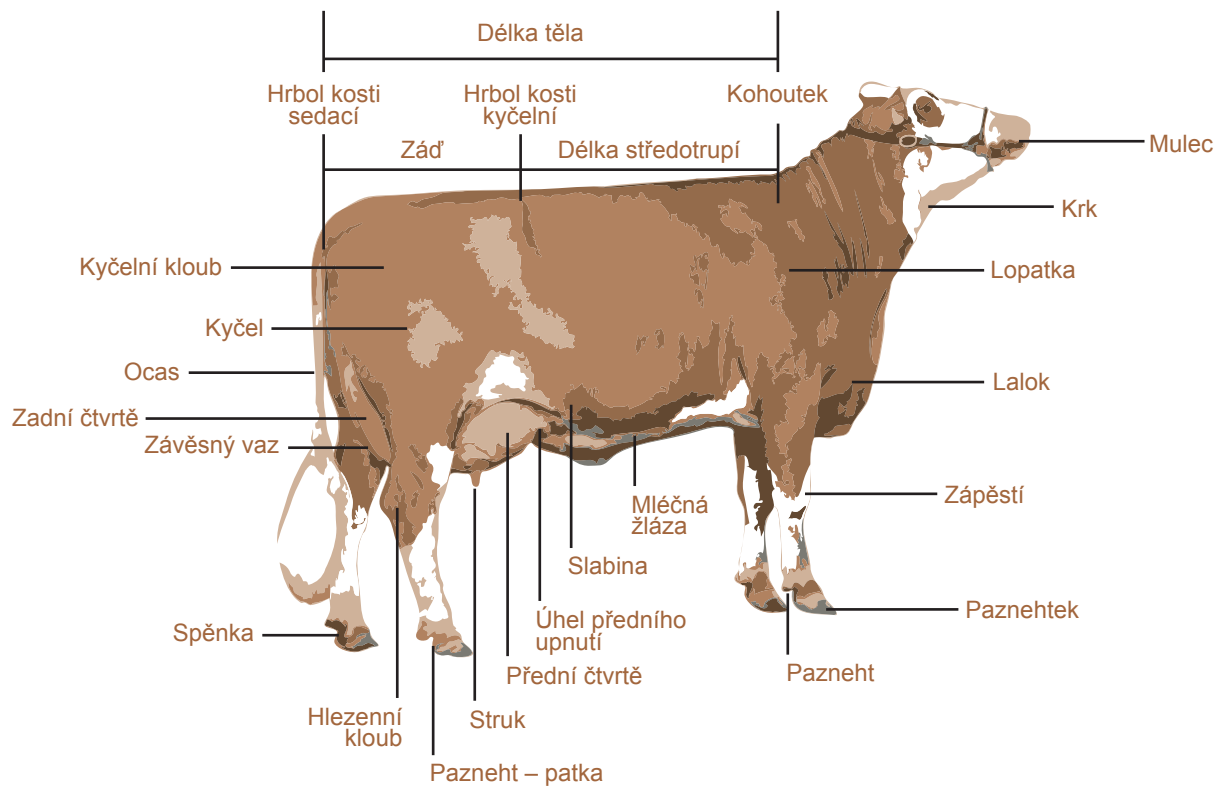 Délka těla
Hrbol kosti
sedací
Hrbol kosti
kyčelní
Kohoutek
Záď
Délka středotrupí
Mulec
Krk
Kyčelní kloub
Lopatka
Kyčel
Ocas
Lalok
Zadní čtvrtě
Závěsný vaz
Mléčná
žláza
Zápěstí
Slabina
Paznehtek
Spěnka
Úhel předního
upnutí
Přední čtvrtě
Pazneht
Hlezenní
kloub
Struk
Pazneht – patka